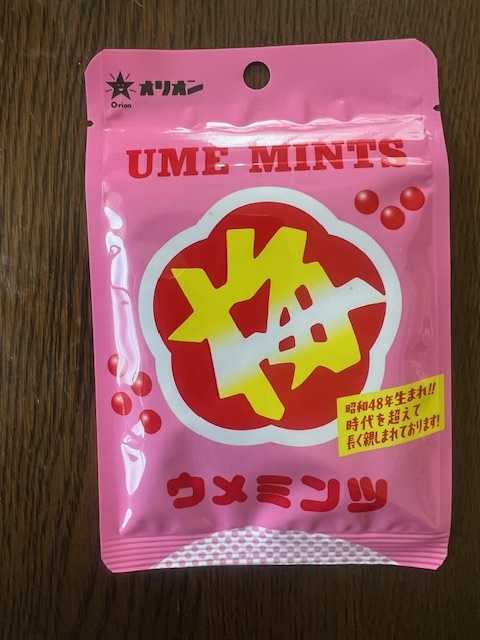 オリオン
Orion
UME MINTS
梅
昭和48年生まれ!!
時代を超えて
長く親しまれております!
ウメミンツ